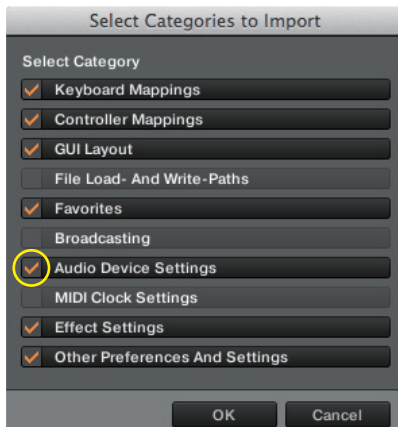 Select Categories to Import
Select Category
Keyboard Mappings
Controller Mappings
GUI Layout
File Load- And Write-Paths
Favorites
Broadcasting
Audio Device Settings
MIDI Clock Settings
Effect Settings
Other Preferences And Settings
OK Cancel